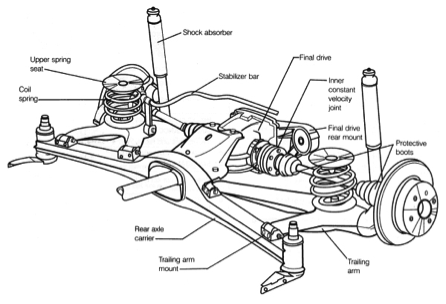 Shock absorber
Upper spring
seat
Final drive
Stabilizer bar
Coil
spring
Inner
constant
velocity
joint
Final drive
rear mount
Protective
boots
Rear axle
carrier
Trailing arm
mount
Trailing
arm